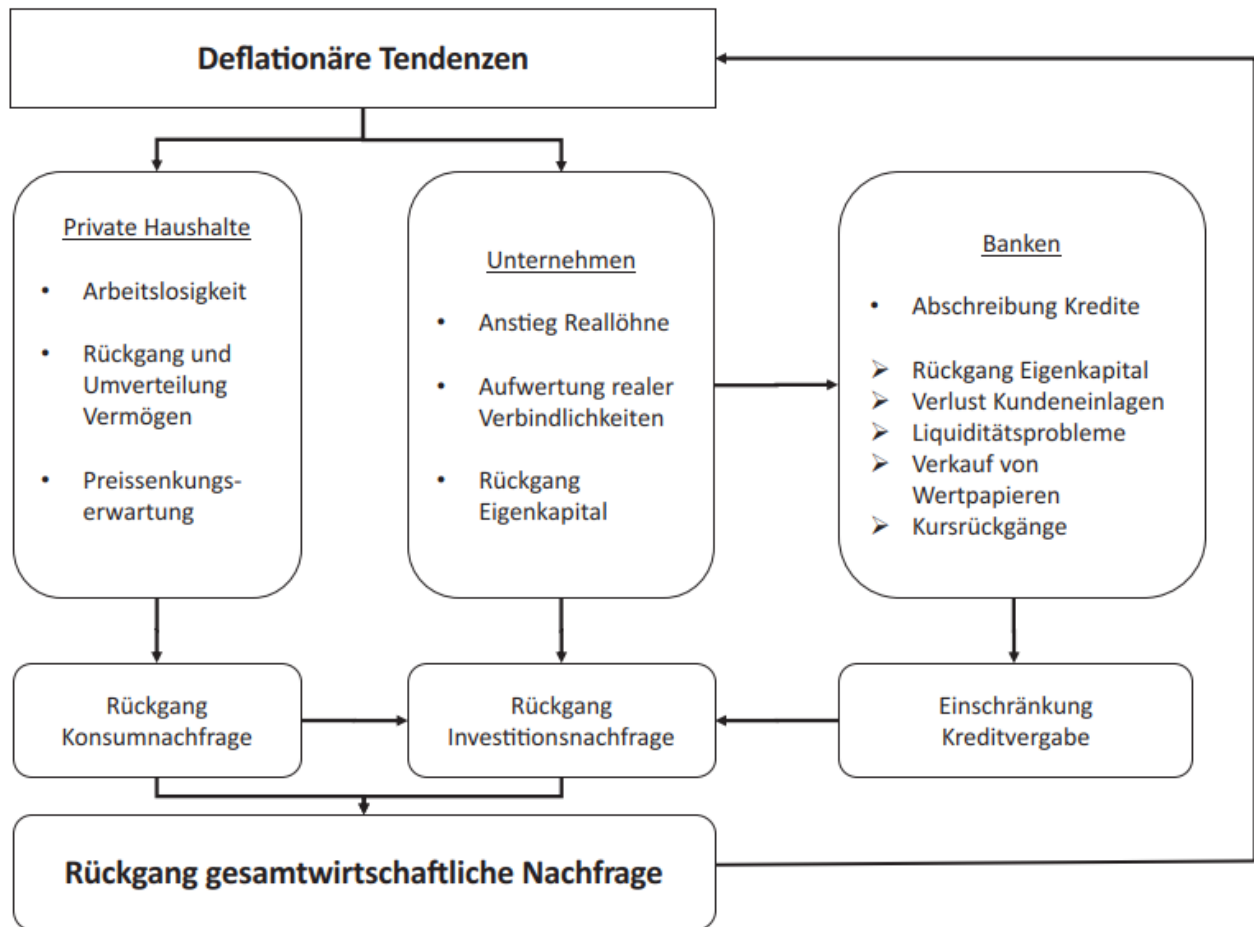 Deflationäre Tendenzen
Private Haushalte
• Arbeitslosigkeit
• Rückgang und
Umverteilung
Vermögen
• Preissenkungs-
erwartung
Unternehmen
• Anstieg Reallöhne
• Aufwertung realer
Verbindlichkeiten
• Rückgang
Eigenkapital
Banken
• Abschreibung Kredite
➢ Rückgang Eigenkapital
➢ Verlust Kundeneinlagen
➢ Liquiditätsprobleme
➢ Verkauf von
Wertpapieren
➢ Kursrückgänge
Rückgang
Konsumnachfrage
Rückgang
Investitionsnachfrage
Einschränkung
Kreditvergabe
Rückgang gesamtwirtschaftliche Nachfrage